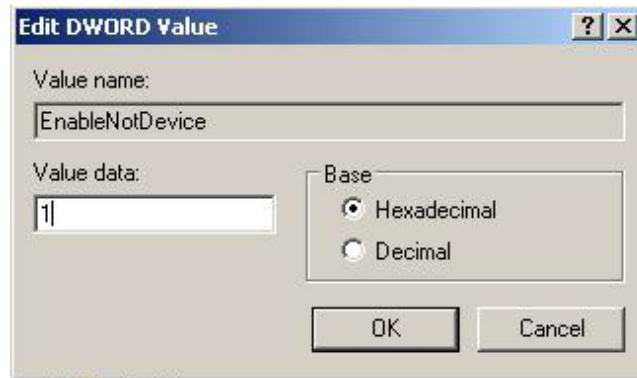 Edit DWORD Value
Value name:
EnableNotDevice
Value data:
1
Base
Hexadecimal
Decimal
OK
Cancel